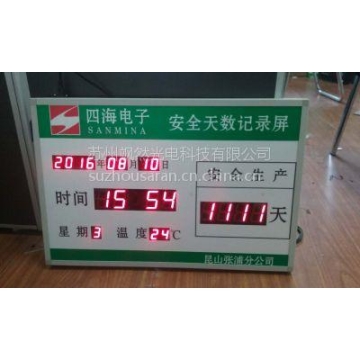 四海电子
SANMINA
安全天数记录屏
苏州飒然光电科技有限公司
suzhousaran.cn.china.cn
2016年08月10日
安全生产
时间 15 54
1111天
星期3 温度24℃
昆山张浦分公司